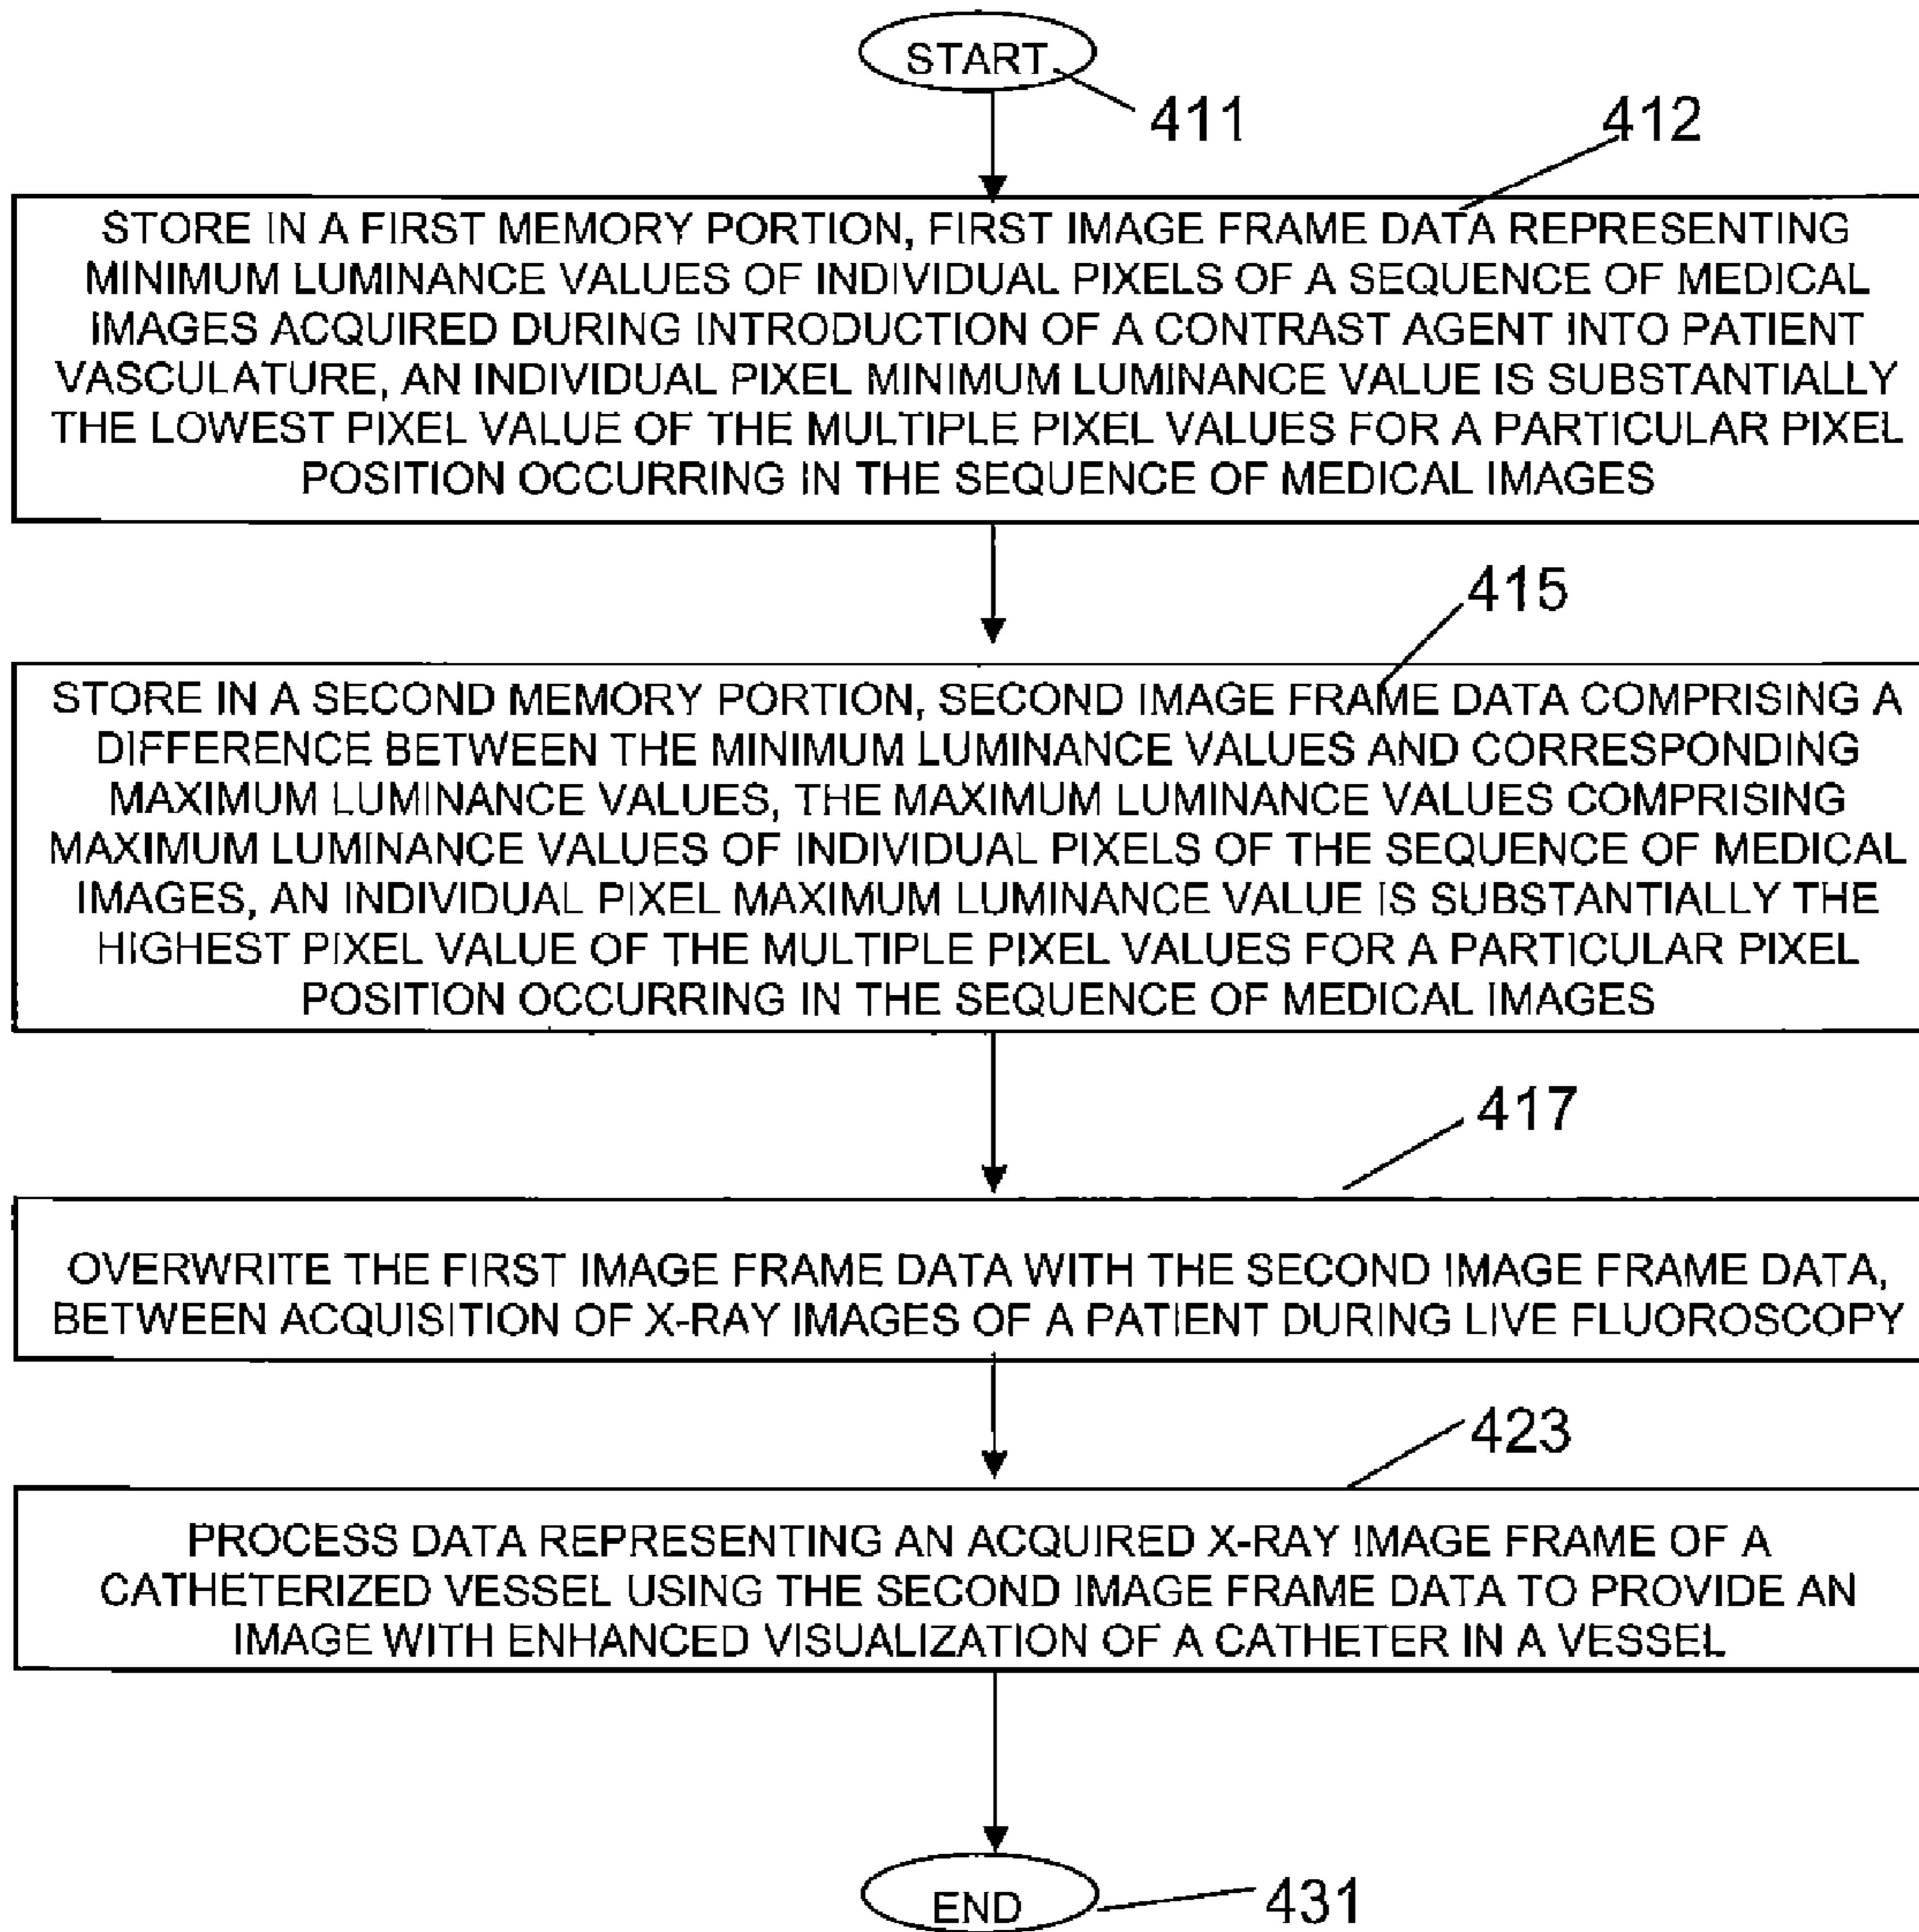 START
411
412
STORE IN A FIRST MEMORY PORTION, FIRST IMAGE FRAME DATA REPRESENTING
MINIMUM LUMINANCE VALUES OF INDIVIDUAL PIXELS OF A SEQUENCE OF MEDICAL
IMAGES ACQUIRED DURING INTRODUCTION OF A CONTRAST AGENT INTO PATIENT
VASCULATURE, AN INDIVIDUAL PIXEL MINIMUM LUMINANCE VALUE IS SUBSTANTIALLY
THE LOWEST PIXEL VALUE OF THE MULTIPLE PIXEL VALUES FOR A PARTICULAR PIXEL
POSITION OCCURRING IN THE SEQUENCE OF MEDICAL IMAGES
415
STORE IN A SECOND MEMORY PORTION, SECOND IMAGE FRAME DATA COMPRISING A
DIFFERENCE BETWEEN THE MINIMUM LUMINANCE VALUES AND CORRESPONDING
MAXIMUM LUMINANCE VALUES, THE MAXIMUM LUMINANCE VALUES COMPRISING
MAXIMUM LUMINANCE VALUES OF INDIVIDUAL PIXELS OF THE SEQUENCE OF MEDICAL
IMAGES, AN INDIVIDUAL PIXEL MAXIMUM LUMINANCE VALUE IS SUBSTANTIALLY THE
HIGHEST PIXEL VALUE OF THE MULTIPLE PIXEL VALUES FOR A PARTICULAR PIXEL
POSITION OCCURRING IN THE SEQUENCE OF MEDICAL IMAGES
417
OVERWRITE THE FIRST IMAGE FRAME DATA WITH THE SECOND IMAGE FRAME DATA,
BETWEEN ACQUISITION OF X-RAY IMAGES OF A PATIENT DURING LIVE FLUOROSCOPY
423
PROCESS DATA REPRESENTING AN ACQUIRED X-RAY IMAGE FRAME OF A
CATHETERIZED VESSEL USING THE SECOND IMAGE FRAME DATA TO PROVIDE AN
IMAGE WITH ENHANCED VISUALIZATION OF A CATHETER IN A VESSEL
END
431